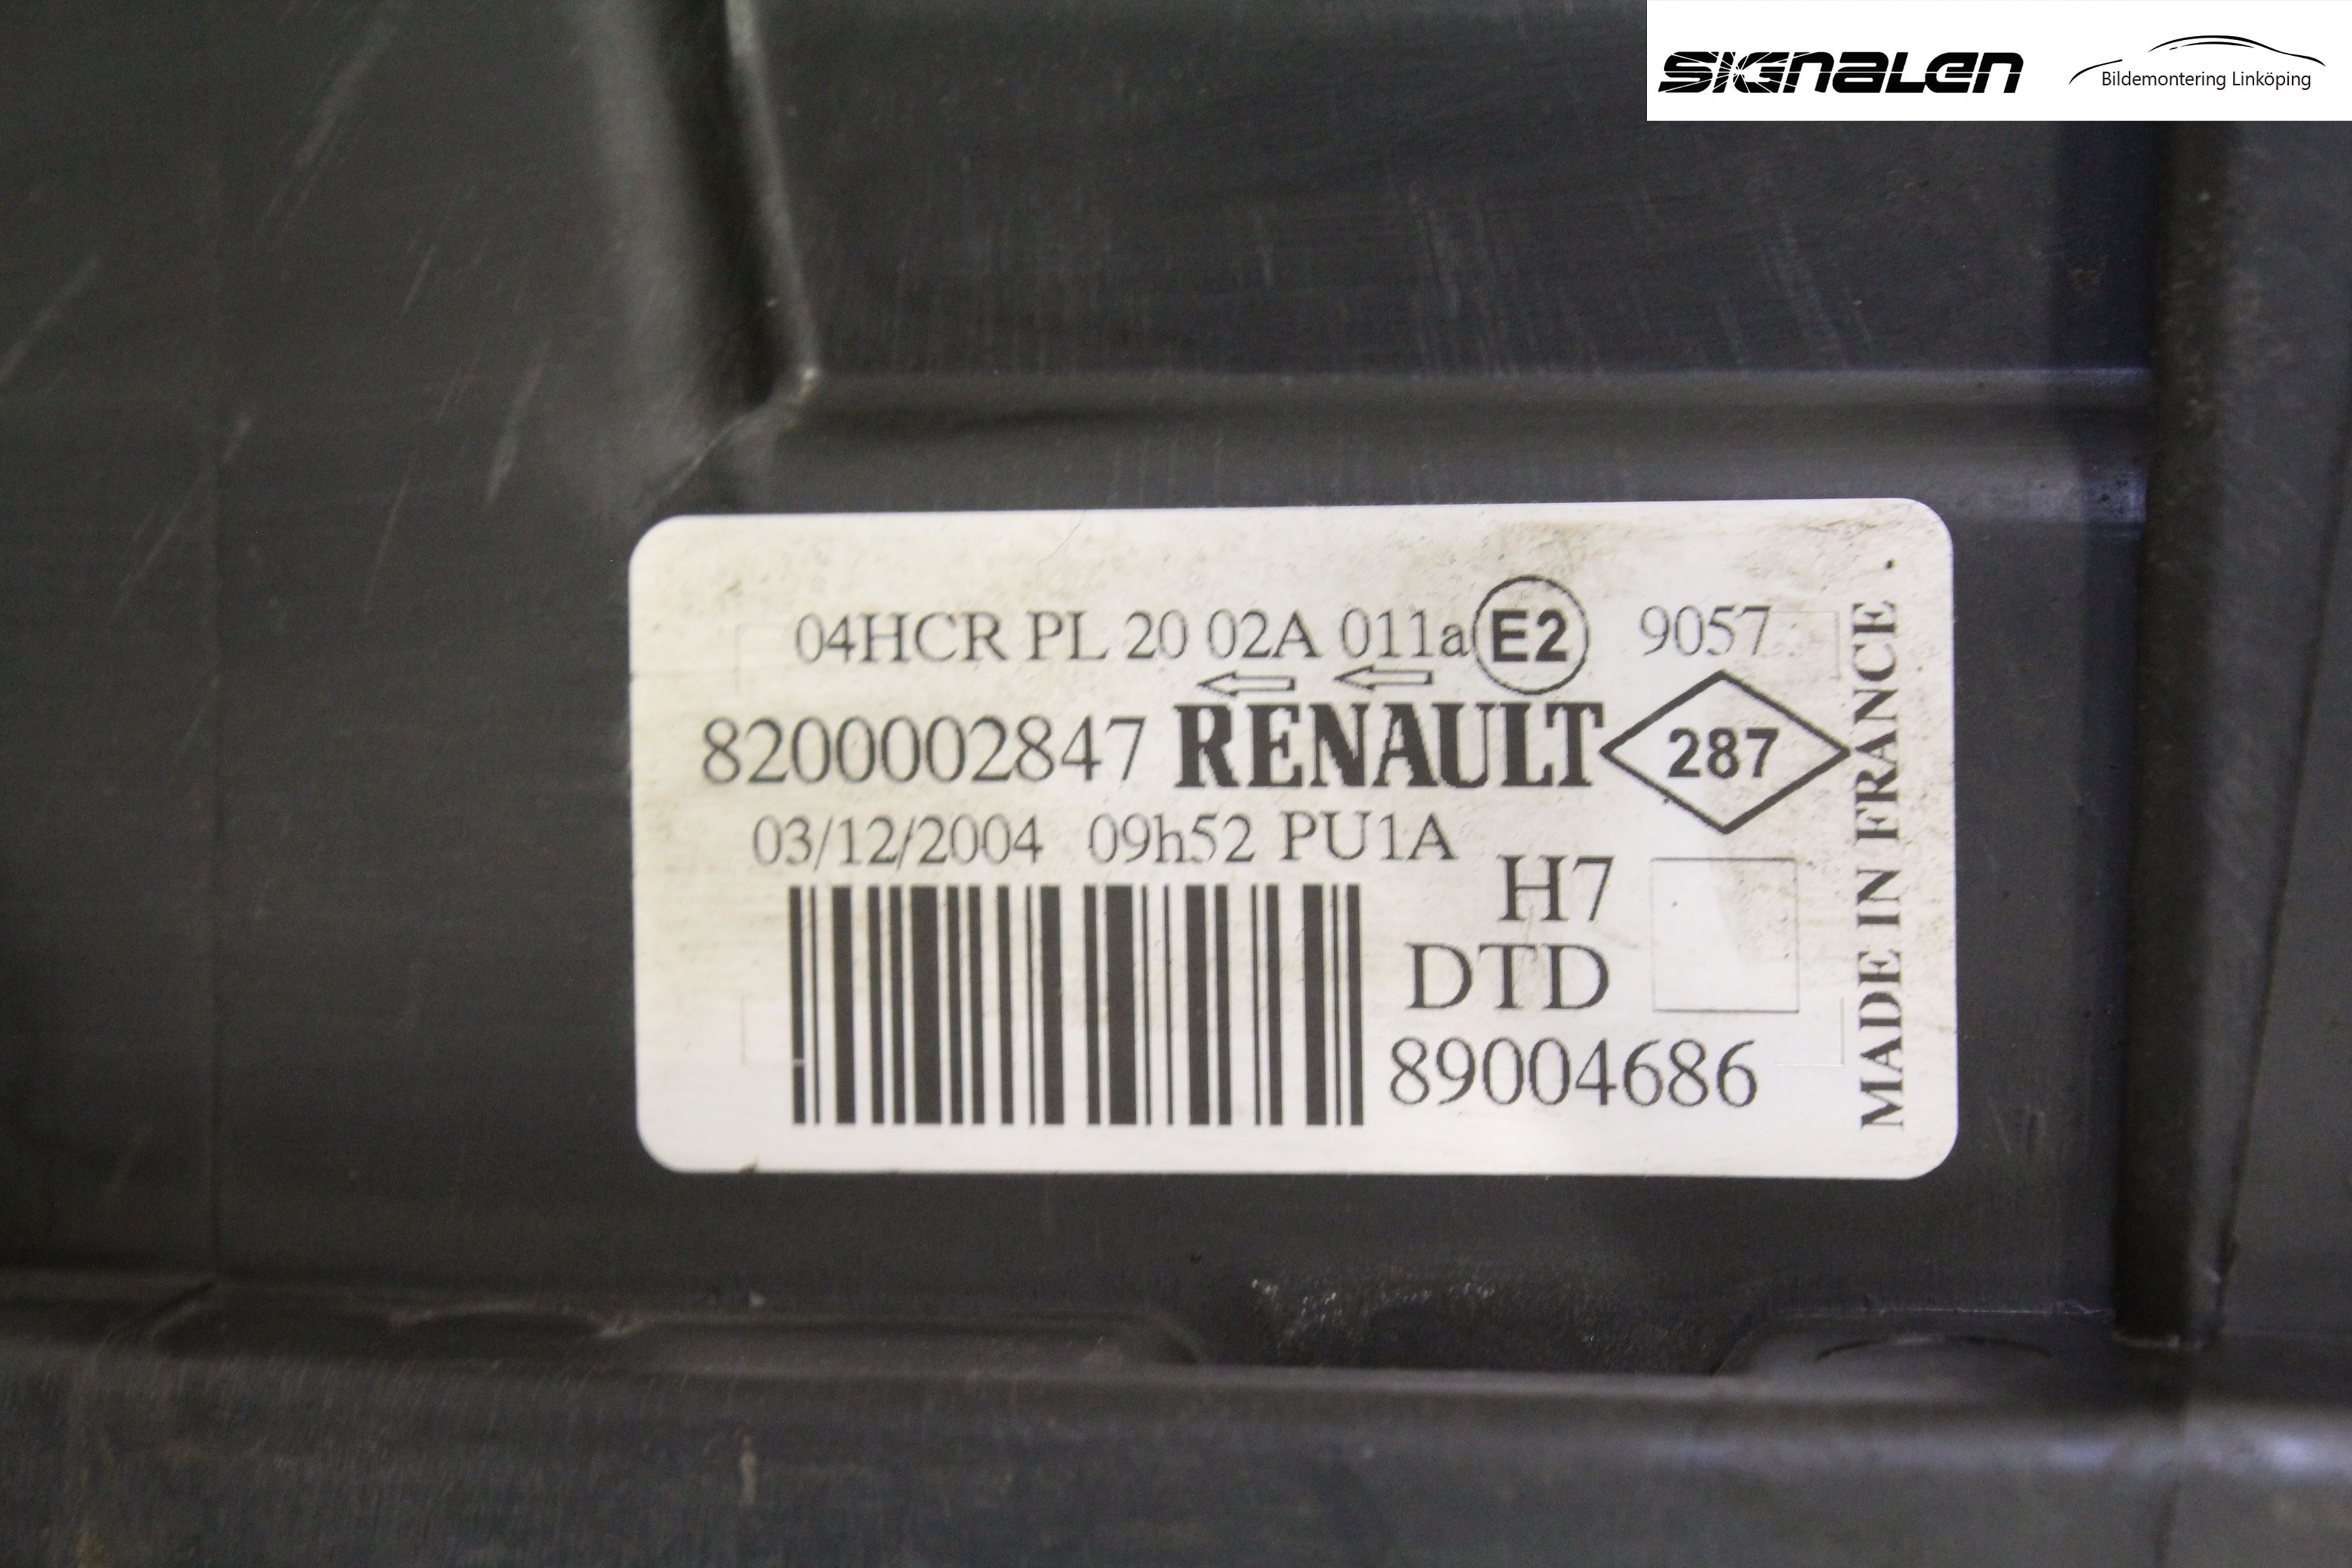 SIGNALEN
Bildemontering Linköping
04HCR PL 20 02A 011a E2 9057
8200002847 RENAULT 287
03/12/2004 09h52 PU1A
H7
DTD
89004686
MADE IN FRANCE .